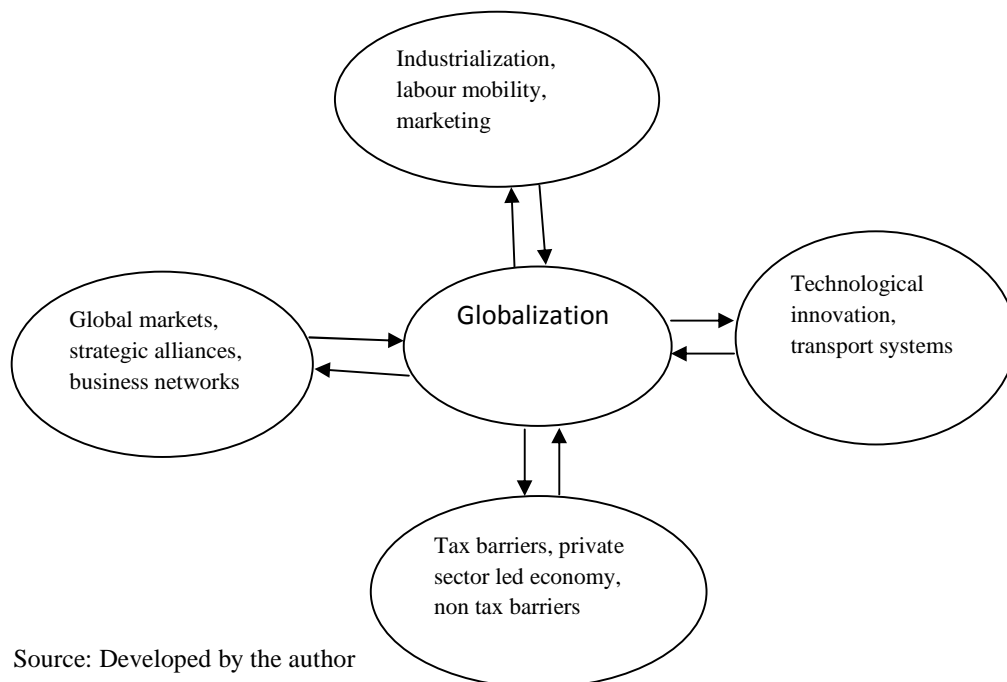 Industrialization,
labour mobility,
marketing
Globalization
Technological
innovation,
transport systems
Global markets,
strategic alliances,
business networks
Tax barriers, private
sector led economy,
non tax barriers
Source: Developed by the author